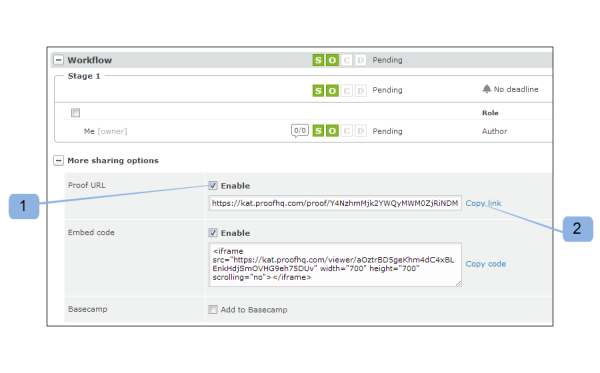 Workflow S O C D Pending
Stage 1
S O C D Pending No deadline
Role
Me [owner] 0/0 S O C D Pending Author
More sharing options
Proof URL Enable
1
https://kat.proofhq.com/proof/Y4NzhmMjk2YWQyMWM0ZjRiNDM Copy link
2
Embed code Enable
<iframe
src="https://kat.proofhq.com/viewer/aOztrBD5geKhm4dC4xBL
EnkHdjSmOVHG9eh75DUv" width="700" height="700"
scrolling="no"></iframe>
Copy code
Basecamp Add to Basecamp